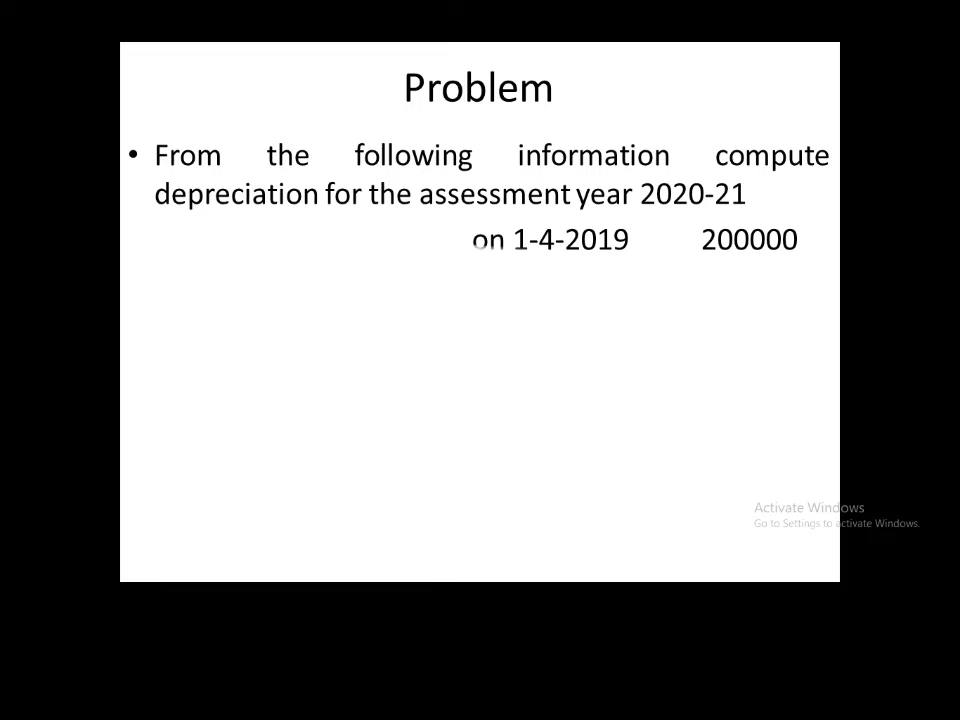 Problem
• From the following information compute
depreciation for the assessment year 2020-21
on 1-4-2019 200000
Activate Windows
Go to Settings to activate Windows.